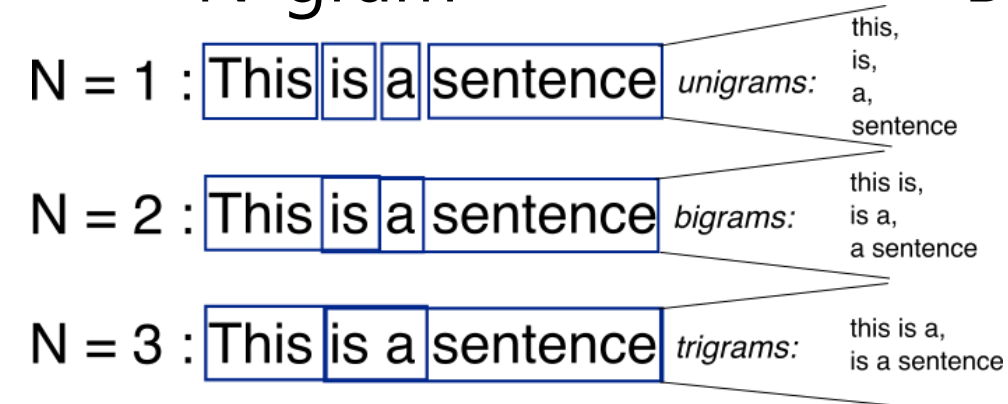 N = 1 : This is a sentence unigrams:
this,
is,
a,
sentence
N = 2 : This is a sentence bigrams:
this is,
is a,
a sentence
N = 3 : This is a sentence trigrams:
this is a,
is a sentence